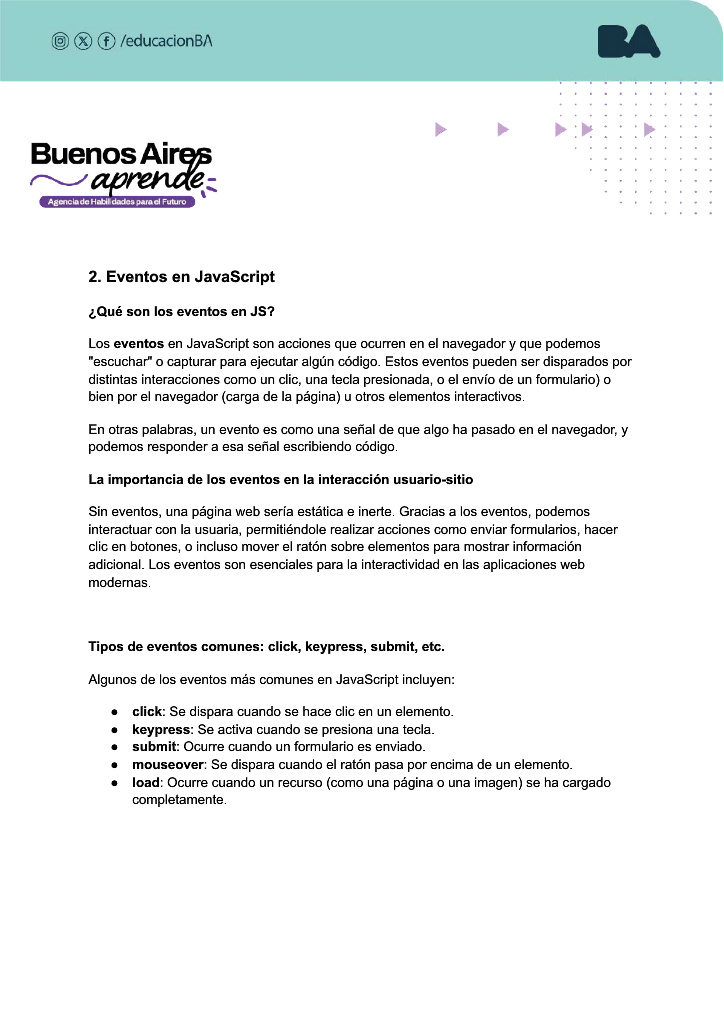 /educacionBA
BA
Buenos Aires
aprende
Agencia de Habilidades para el Futuro
2. Eventos en JavaScript
¿Qué son los eventos en JS?
Los eventos en JavaScript son acciones que ocurren en el navegador y que podemos
"escuchar" o capturar para ejecutar algún código. Estos eventos pueden ser disparados por
distintas interacciones como un clic, una tecla presionada, o el envío de un formulario) o
bien por el navegador (carga de la página) u otros elementos interactivos.
En otras palabras, un evento es como una señal de que algo ha pasado en el navegador, y
podemos responder a esa señal escribiendo código.
La importancia de los eventos en la interacción usuario-sitio
Sin eventos, una página web sería estática e inerte. Gracias a los eventos, podemos
interactuar con la usuaria, permitiéndole realizar acciones como enviar formularios, hacer
clic en botones, o incluso mover el ratón sobre elementos para mostrar información
adicional. Los eventos son esenciales para la interactividad en las aplicaciones web
modernas.
Tipos de eventos comunes: click, keypress, submit, etc.
Algunos de los eventos más comunes en JavaScript incluyen:
● click: Se dispara cuando se hace clic en un elemento.
● keypress: Se activa cuando se presiona una tecla.
● submit: Ocurre cuando un formulario es enviado.
● mouseover: Se dispara cuando el ratón pasa por encima de un elemento.
● load: Ocurre cuando un recurso (como una página o una imagen) se ha cargado
completamente.